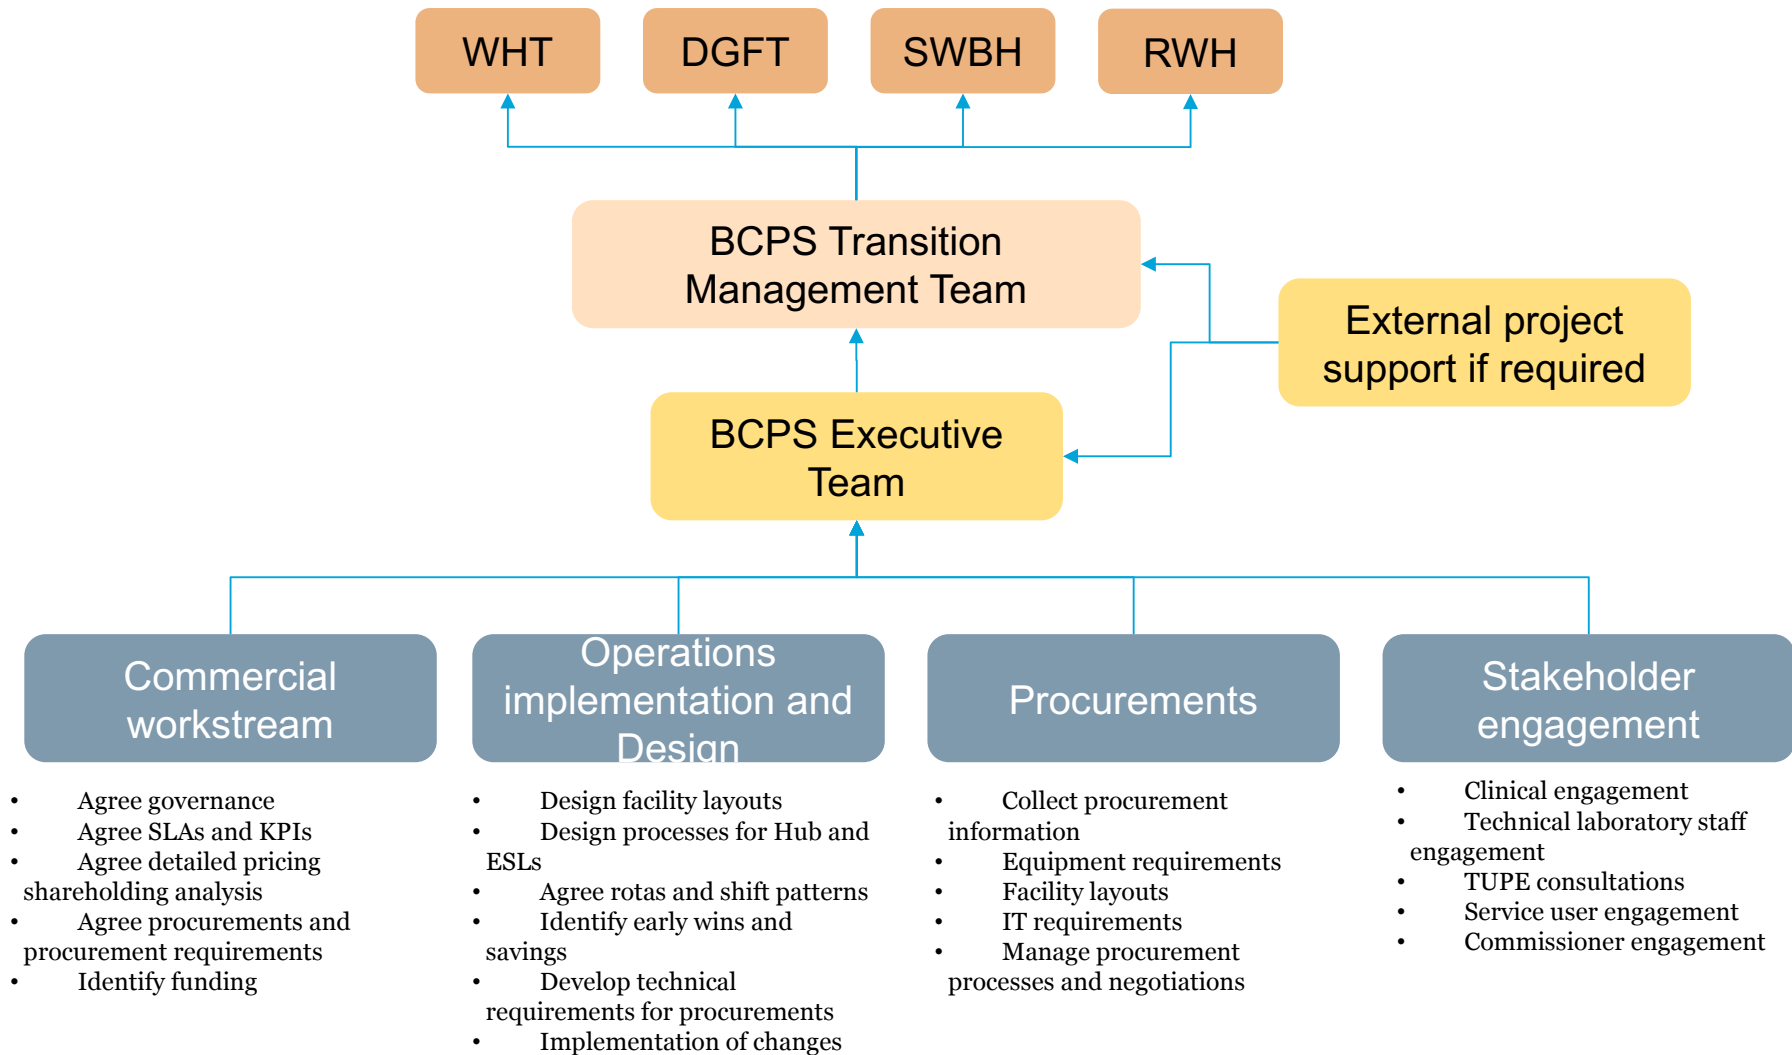 WHT
DGFT
SWBH
RWH
BCPS Transition
Management Team
External project
support if required
BCPS Executive
Team
Commercial
workstream
Operations
implementation and
Design
Procurements
Stakeholder
engagement
• Agree governance
• Agree SLAs and KPIs
• Agree detailed pricing
shareholding analysis
• Agree procurements and
procurement requirements
• Identify funding
• Design facility layouts
• Design processes for Hub and
ESLs
• Agree rotas and shift patterns
• Identify early wins and
savings
• Develop technical
requirements for procurements
• Implementation of changes
• Collect procurement
information
• Equipment requirements
• Facility layouts
• IT requirements
• Manage procurement
processes and negotiations
• Clinical engagement
• Technical laboratory staff
engagement
• TUPE consultations
• Service user engagement
• Commissioner engagement